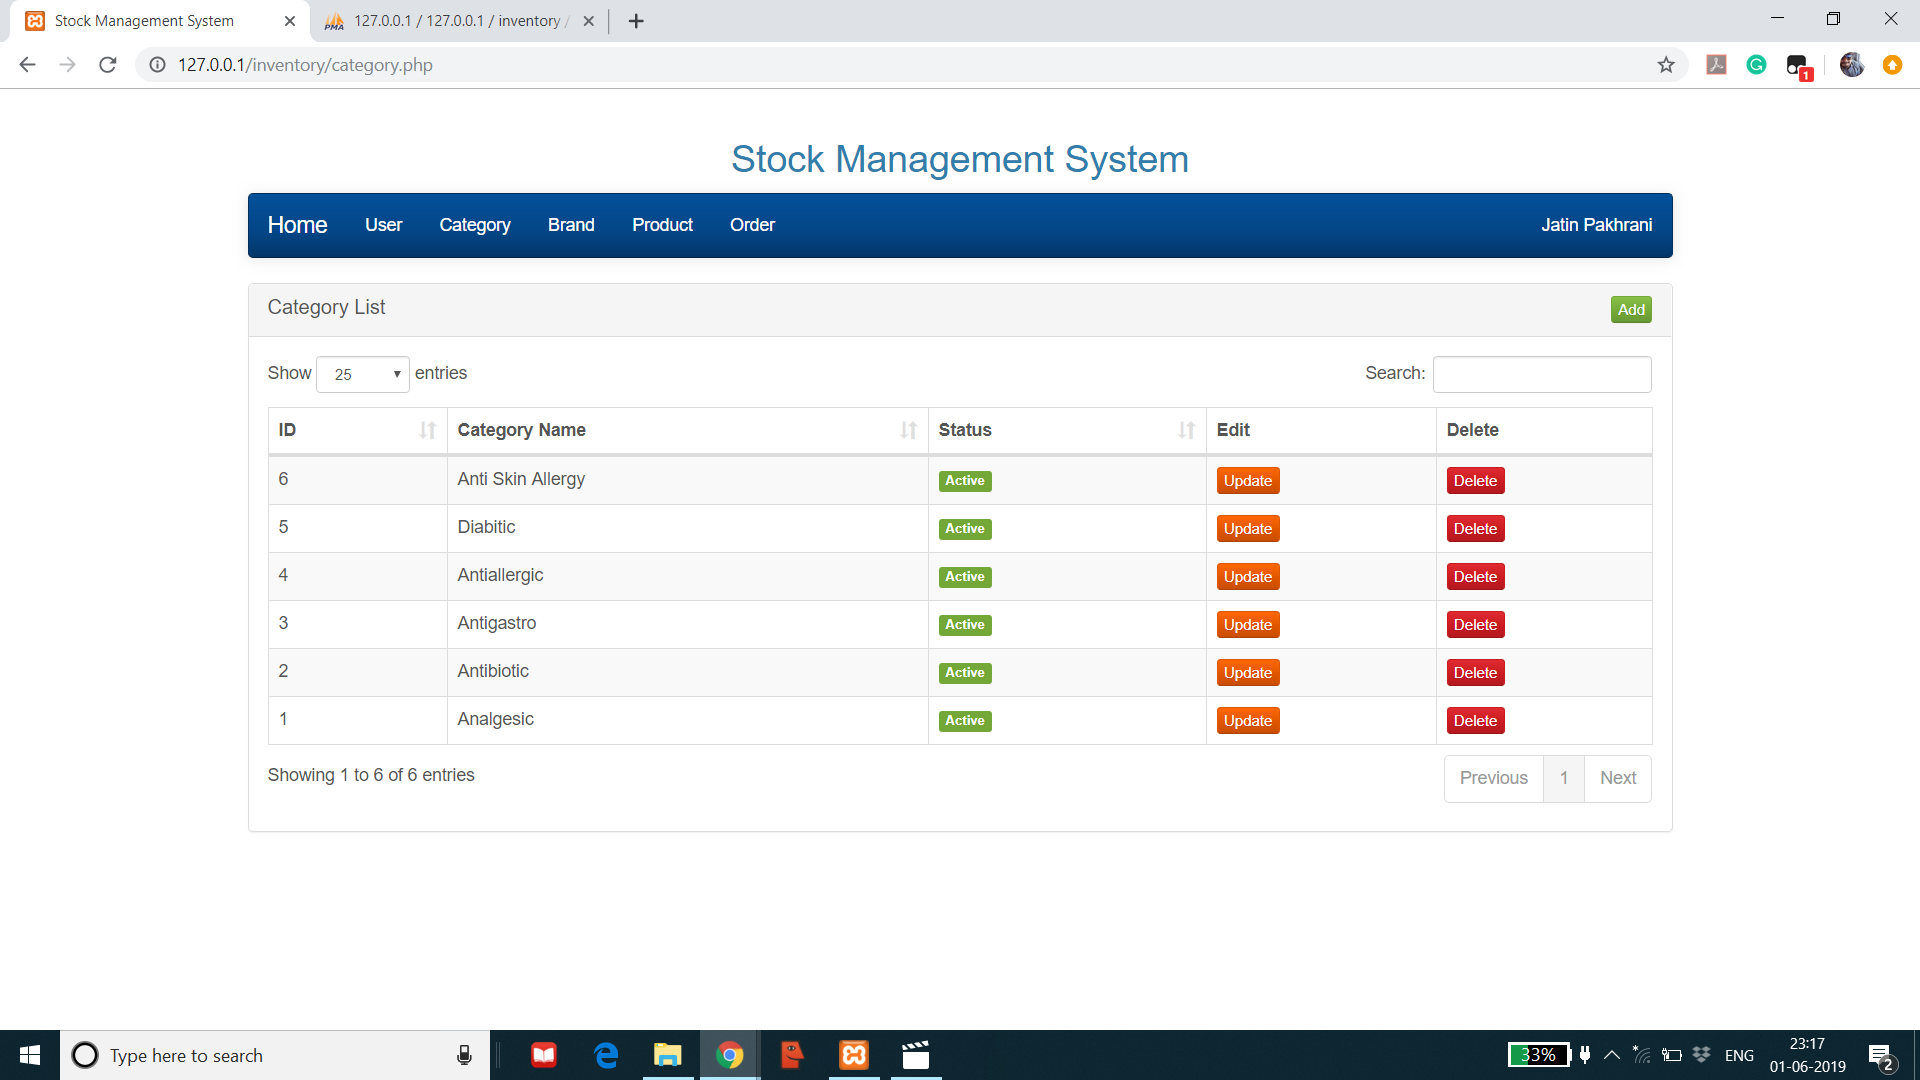 Stock Management System
127.0.0.1 / 127.0.0.1 / inventory /
127.0.0.1/inventory/category.php
1
Stock Management System
Home User Category Brand Product Order Jatin Pakhrani
Category List Add
Show 25 entries Search:
ID Category Name Status Edit Delete
6 Anti Skin Allergy Active Update Delete
5 Diabitic Active Update Delete
4 Antiallergic Active Update Delete
3 Antigastro Active Update Delete
2 Antibiotic Active Update Delete
1 Analgesic Active Update Delete
Showing 1 to 6 of 6 entries Previous 1 Next
Type here to search
33% ENG 23:17
01-06-2019
2
PMA